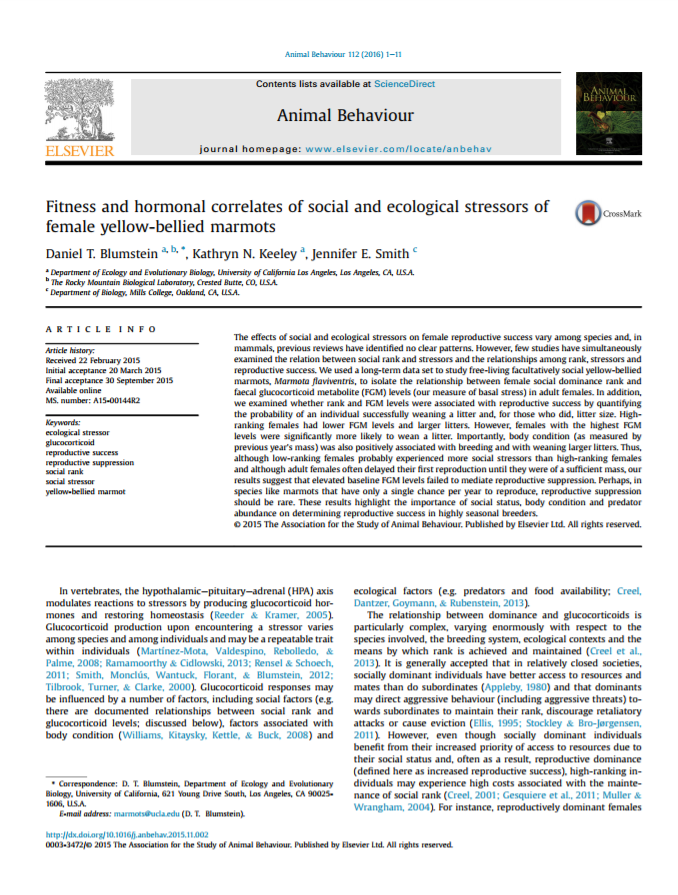 Animal Behaviour 112 (2016) 1–11
Contents lists available at ScienceDirect
Animal Behaviour
journal homepage: www.elsevier.com/locate/anbehav
ELSEVIER
ANIMAL
BEHAVIOUR
Fitness and hormonal correlates of social and ecological stressors of
female yellow-bellied marmots
CrossMark
Daniel T. Blumstein a, b, *, Kathryn N. Keeley a, Jennifer E. Smith c
a Department of Ecology and Evolutionary Biology, University of California Los Angeles, Los Angeles, CA, U.S.A.
b The Rocky Mountain Biological Laboratory, Crested Butte, CO, U.S.A.
c Department of Biology, Mills College, Oakland, CA, U.S.A.
ARTICLE INFO
Article history:
Received 22 February 2015
Initial acceptance 20 March 2015
Final acceptance 30 September 2015
Available online
MS. number: A15-00144R2
Keywords:
ecological stressor
glucocorticoid
reproductive success
reproductive suppression
social rank
social stressor
yellow-bellied marmot
The effects of social and ecological stressors on female reproductive success vary among species and, in
mammals, previous reviews have identified no clear patterns. However, few studies have simultaneously
examined the relation between social rank and stressors and the relationships among rank, stressors and
reproductive success. We used a long-term data set to study free-living facultatively social yellow-bellied
marmots, Marmota flaviventris, to isolate the relationship between female social dominance rank and
faecal glucocorticoid metabolite (FGM) levels (our measure of basal stress) in adult females. In addition,
we examined whether rank and FGM levels were associated with reproductive success by quantifying
the probability of an individual successfully weaning a litter and, for those who did, litter size. High-
ranking females had lower FGM levels and larger litters. However, females with the highest FGM
levels were significantly more likely to wean a litter. Importantly, body condition (as measured by
previous year's mass) was also positively associated with breeding and with weaning larger litters. Thus,
although low-ranking females probably experienced more social stressors than high-ranking females
and although adult females often delayed their first reproduction until they were of a sufficient mass, our
results suggest that elevated baseline FGM levels failed to mediate reproductive suppression. Perhaps, in
species like marmots that have only a single chance per year to reproduce, reproductive suppression
should be rare. These results highlight the importance of social status, body condition and predator
abundance on determining reproductive success in highly seasonal breeders.
© 2015 The Association for the Study of Animal Behaviour. Published by Elsevier Ltd. All rights reserved.
In vertebrates, the hypothalamic–pituitary–adrenal (HPA) axis
modulates reactions to stressors by producing glucocorticoid hor-
mones and restoring homeostasis (Reeder & Kramer, 2005).
Glucocorticoid production upon encountering a stressor varies
among species and among individuals and may be a repeatable trait
within individuals (Martínez-Mota, Valdespino, Rebolledo, &
Palme, 2008; Ramamoorthy & Cidlowski, 2013; Rensel & Schoech,
2011; Smith, Monclús, Wantuck, Florant, & Blumstein, 2012;
Tilbrook, Turner, & Clarke, 2000). Glucocorticoid responses may
be influenced by a number of factors, including social factors (e.g.
there are documented relationships between social rank and
glucocorticoid levels; discussed below), factors associated with
body condition (Williams, Kitaysky, Kettle, & Buck, 2008) and
* Correspondence: D. T. Blumstein, Department of Ecology and Evolutionary
Biology, University of California, 621 Young Drive South, Los Angeles, CA 90025-
1606, U.S.A.
E-mail address: marmots@ucla.edu (D. T. Blumstein).
ecological factors (e.g. predators and food availability; Creel,
Dantzer, Goymann, & Rubenstein, 2013).
The relationship between dominance and glucocorticoids is
particularly complex, varying enormously with respect to the
species involved, the breeding system, ecological contexts and the
means by which rank is achieved and maintained (Creel et al.,
2013). It is generally accepted that in relatively closed societies,
socially dominant individuals have better access to resources and
mates than do subordinates (Appleby, 1980) and that dominants
may direct aggressive behaviour (including aggressive threats) to-
wards subordinates to maintain their rank, discourage retaliatory
attacks or cause eviction (Ellis, 1995; Stockley & Bro-Jørgensen,
2011). However, even though socially dominant individuals
benefit from their increased priority of access to resources due to
their social status and, often as a result, reproductive dominance
(defined here as increased reproductive success), high-ranking in-
dividuals may experience high costs associated with the mainte-
nance of social rank (Creel, 2001; Gesquiere et al., 2011; Muller &
Wrangham, 2004). For instance, reproductively dominant females
http://dx.doi.org/10.1016/j.anbehav.2015.11.002
0003-3472/© 2015 The Association for the Study of Animal Behaviour. Published by Elsevier Ltd. All rights reserved.